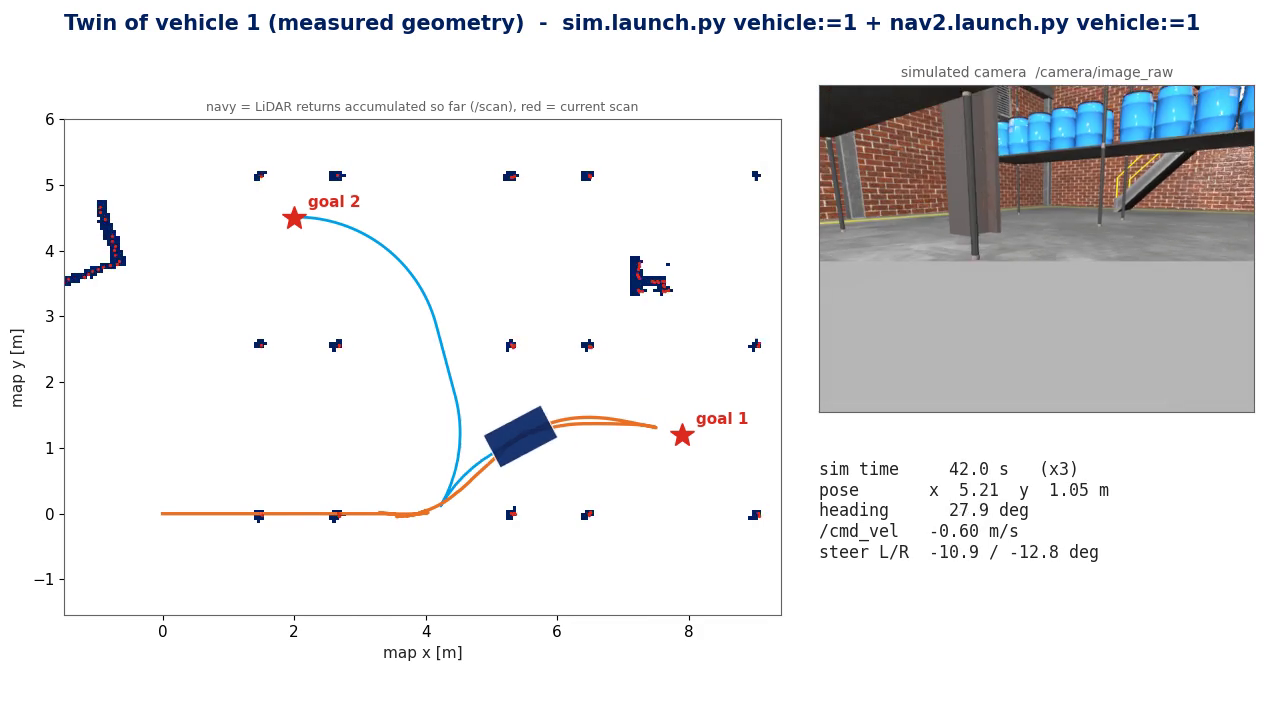 Twin of vehicle 1 (measured geometry)  -  sim.launch.py vehicle:=1 + nav2.launch.py vehicle:=1
simulated camera  /camera/image_raw
navy = LiDAR returns accumulated so far (/scan), red = current scan
6
5
4
3
2
1
0
−1
map y [m]
goal 2
goal 1
0
2
4
6
8
map x [m]
sim time     42.0 s   (x3)
pose       x  5.21  y  1.05 m
heading      27.9 deg
/cmd_vel   -0.60 m/s
steer L/R  -10.9 / -12.8 deg